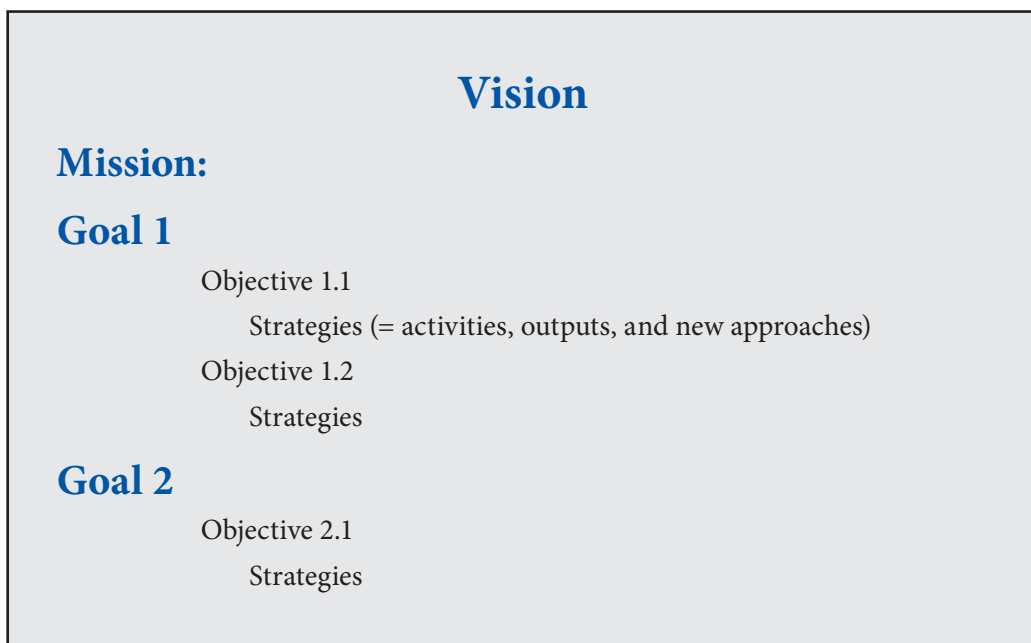 Vision
Mission:
Goal 1
Objective 1.1
Strategies (= activities, outputs, and new approaches)
Objective 1.2
Strategies
Goal 2
Objective 2.1
Strategies